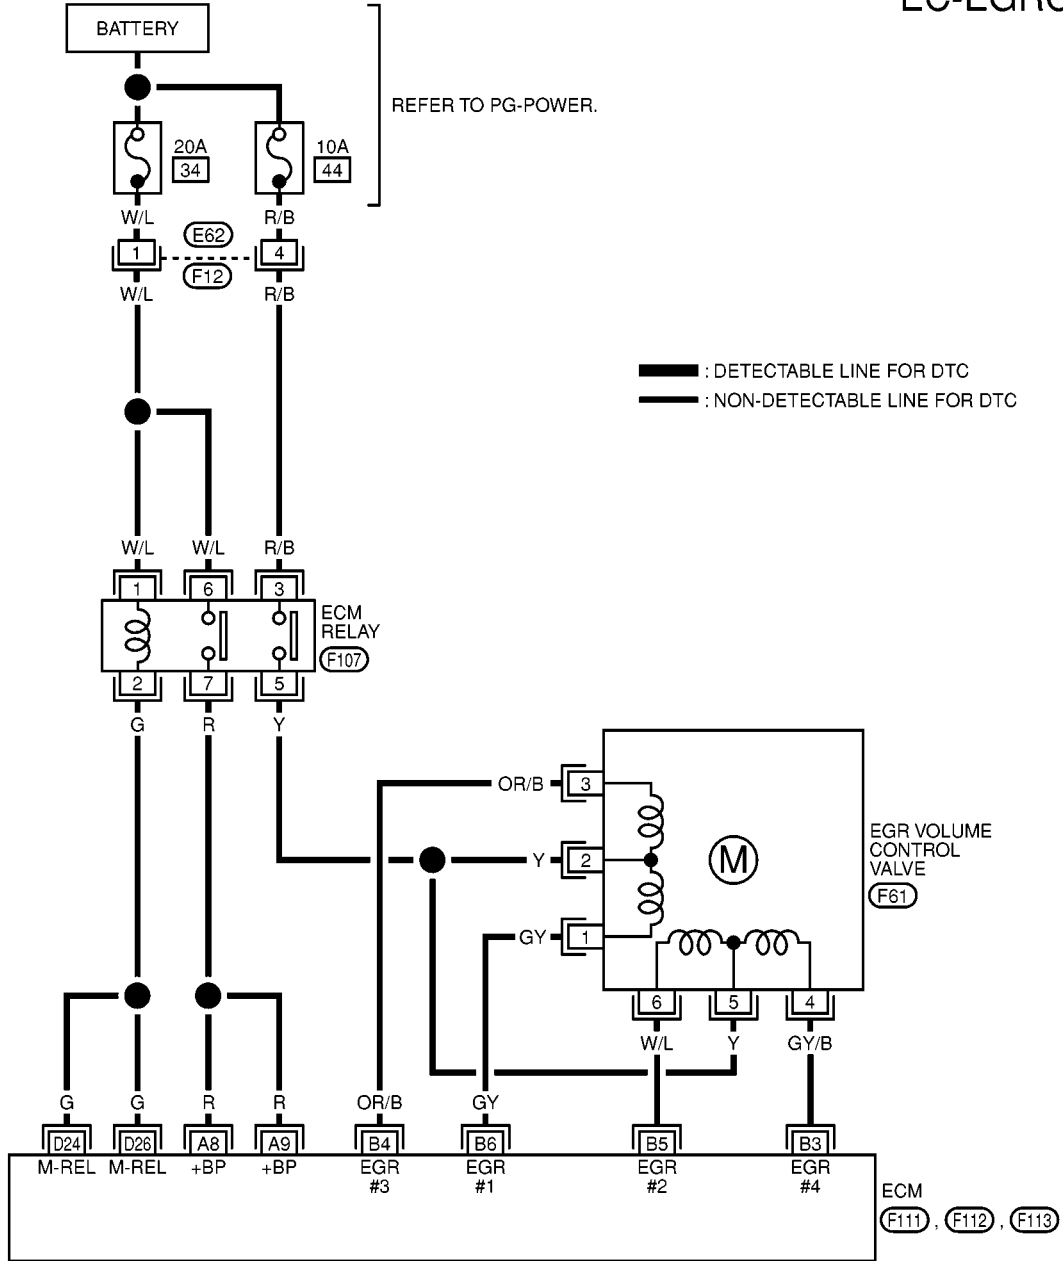 BATTERY
REFER TO PG-POWER.
20A
34
10A
44
W/L
R/B
E62
1
4
F12
W/L
R/B
: DETECTABLE LINE FOR DTC
: NON-DETECTABLE LINE FOR DTC
W/L
W/L
R/B
1
6
3
ECM
RELAY
F107
2
7
5
G
R
Y
OR/B
3
Y
2
M
EGR VOLUME
CONTROL
VALVE
F61
GY
1
6
5
4
W/L
Y
GY/B
G
G
R
R
OR/B
GY
D24
D26
A8
A9
B4
B6
B5
B3
M-REL
M-REL
+BP
+BP
EGR
#3
EGR
#1
EGR
#2
EGR
#4
ECM
F111 , F112 , F113